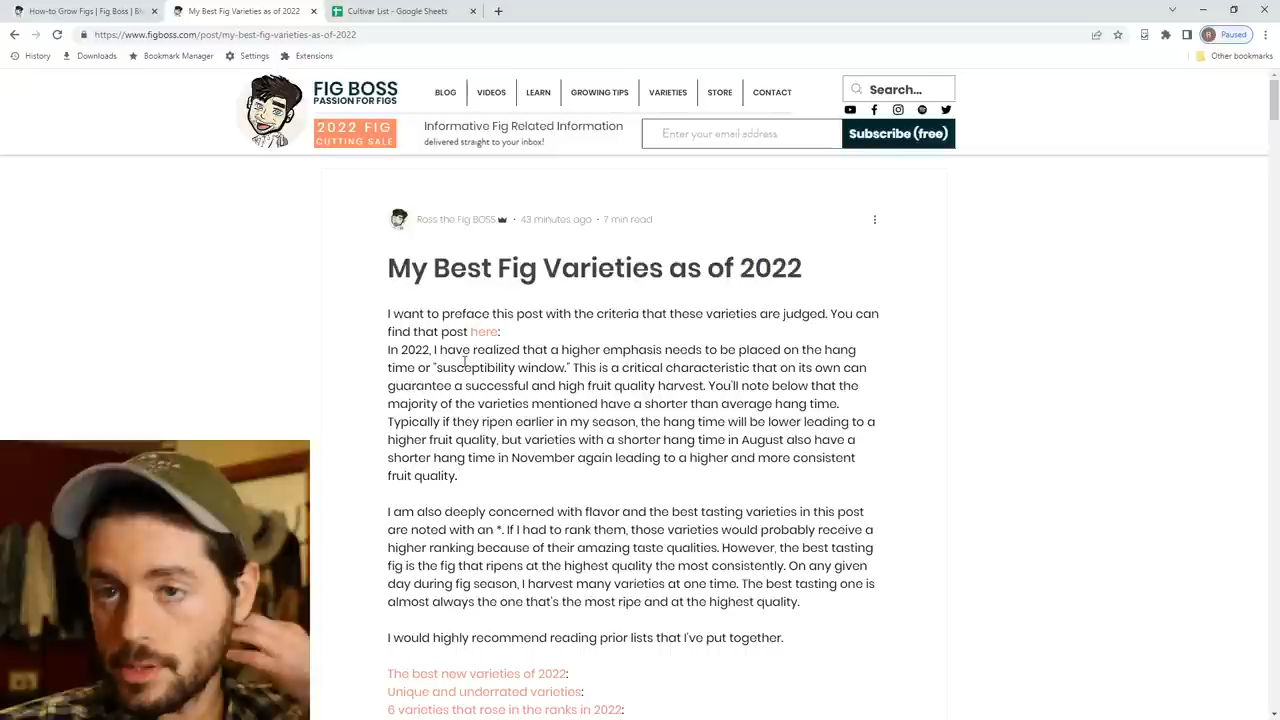 How-to Grow Figs | Fig Boss | Bl
My Best Fig Varieties as of 2022
Cultivar List - Google Sheets
https://www.figboss.com/post/my-best-fig-varieties-as-of-2022
R Paused
History Downloads Bookmark Manager Settings Extensions Other bookmarks
FIG BOSS
PASSION FOR FIGS
2022 FIG
CUTTING SALE
BLOG VIDEOS LEARN GROWING TIPS VARIETIES STORE CONTACT
Search...
Informative Fig Related Information
delivered straight to your inbox!
Enter your email address
Subscribe (free)
Ross the Fig BOSS · 43 minutes ago · 7 min read
My Best Fig Varieties as of 2022
I want to preface this post with the criteria that these varieties are judged. You can
find that post here:
In 2022, I have realized that a higher emphasis needs to be placed on the hang
time or "susceptibility window." This is a critical characteristic that on its own can
guarantee a successful and high fruit quality harvest. You'll note below that the
majority of the varieties mentioned have a shorter than average hang time.
Typically if they ripen earlier in my season, the hang time will be lower leading to a
higher fruit quality, but varieties with a shorter hang time in August also have a
shorter hang time in November again leading to a higher and more consistent
fruit quality.
I am also deeply concerned with flavor and the best tasting varieties in this post
are noted with an *. If I had to rank them, those varieties would probably receive a
higher ranking because of their amazing taste qualities. However, the best tasting
fig is the fig that ripens at the highest quality the most consistently. On any given
day during fig season, I harvest many varieties at one time. The best tasting one is
almost always the one that's the most ripe and at the highest quality.
I would highly recommend reading prior lists that I've put together.
The best new varieties of 2022:
Unique and underrated varieties:
6 varieties that rose in the ranks in 2022: